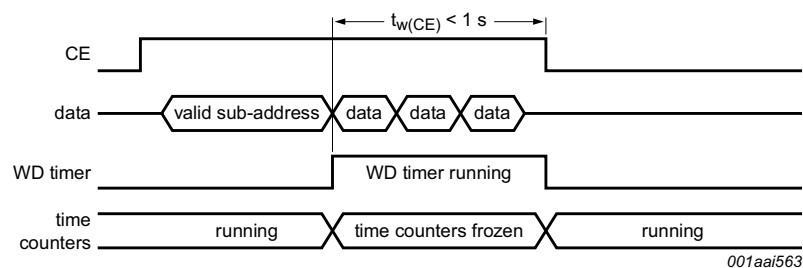 t_w(CE) < 1 s
CE
data valid sub-address data data data
WD timer WD timer running
time
counters running time counters frozen running
001aai563